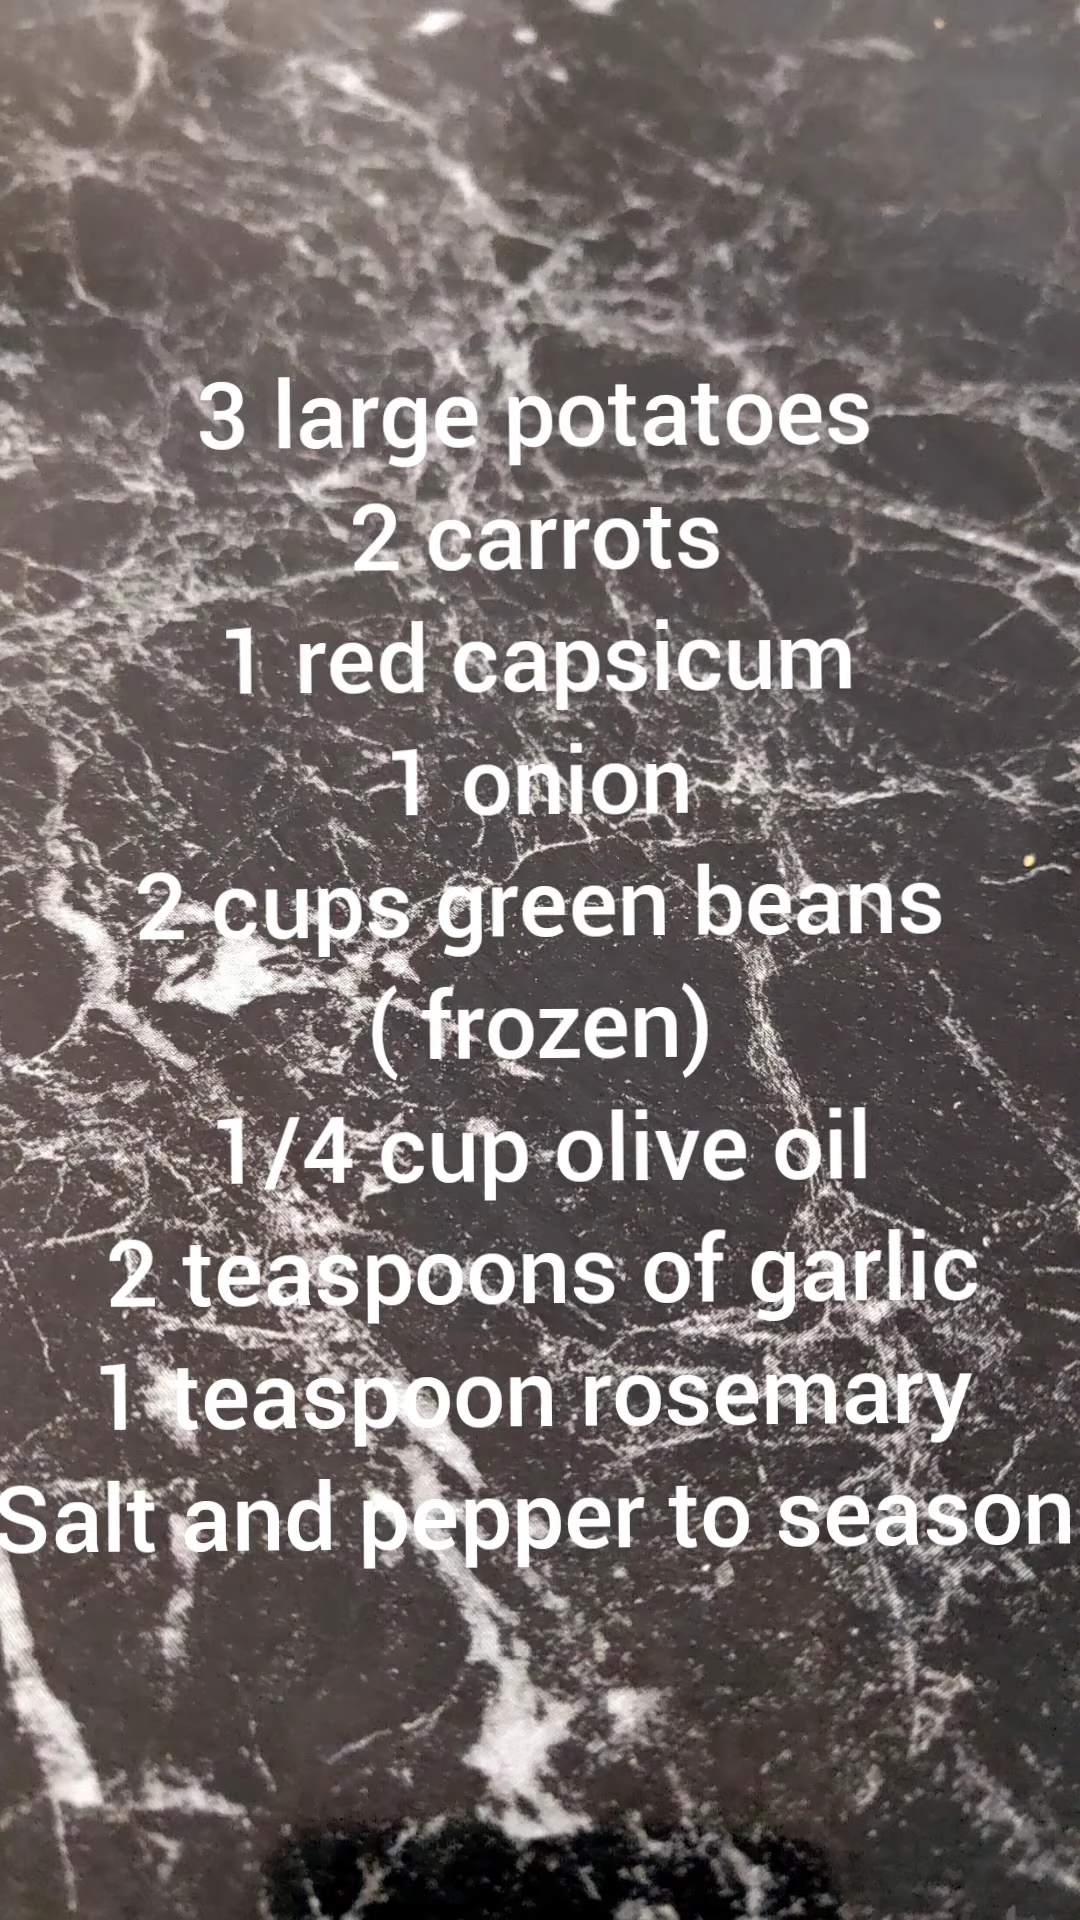 3 large potatoes
2 carrots
1 red capsicum
1 onion
2 cups green beans
( frozen)
1/4 cup olive oil
2 teaspoons of garlic
1 teaspoon rosemary
Salt and pepper to season